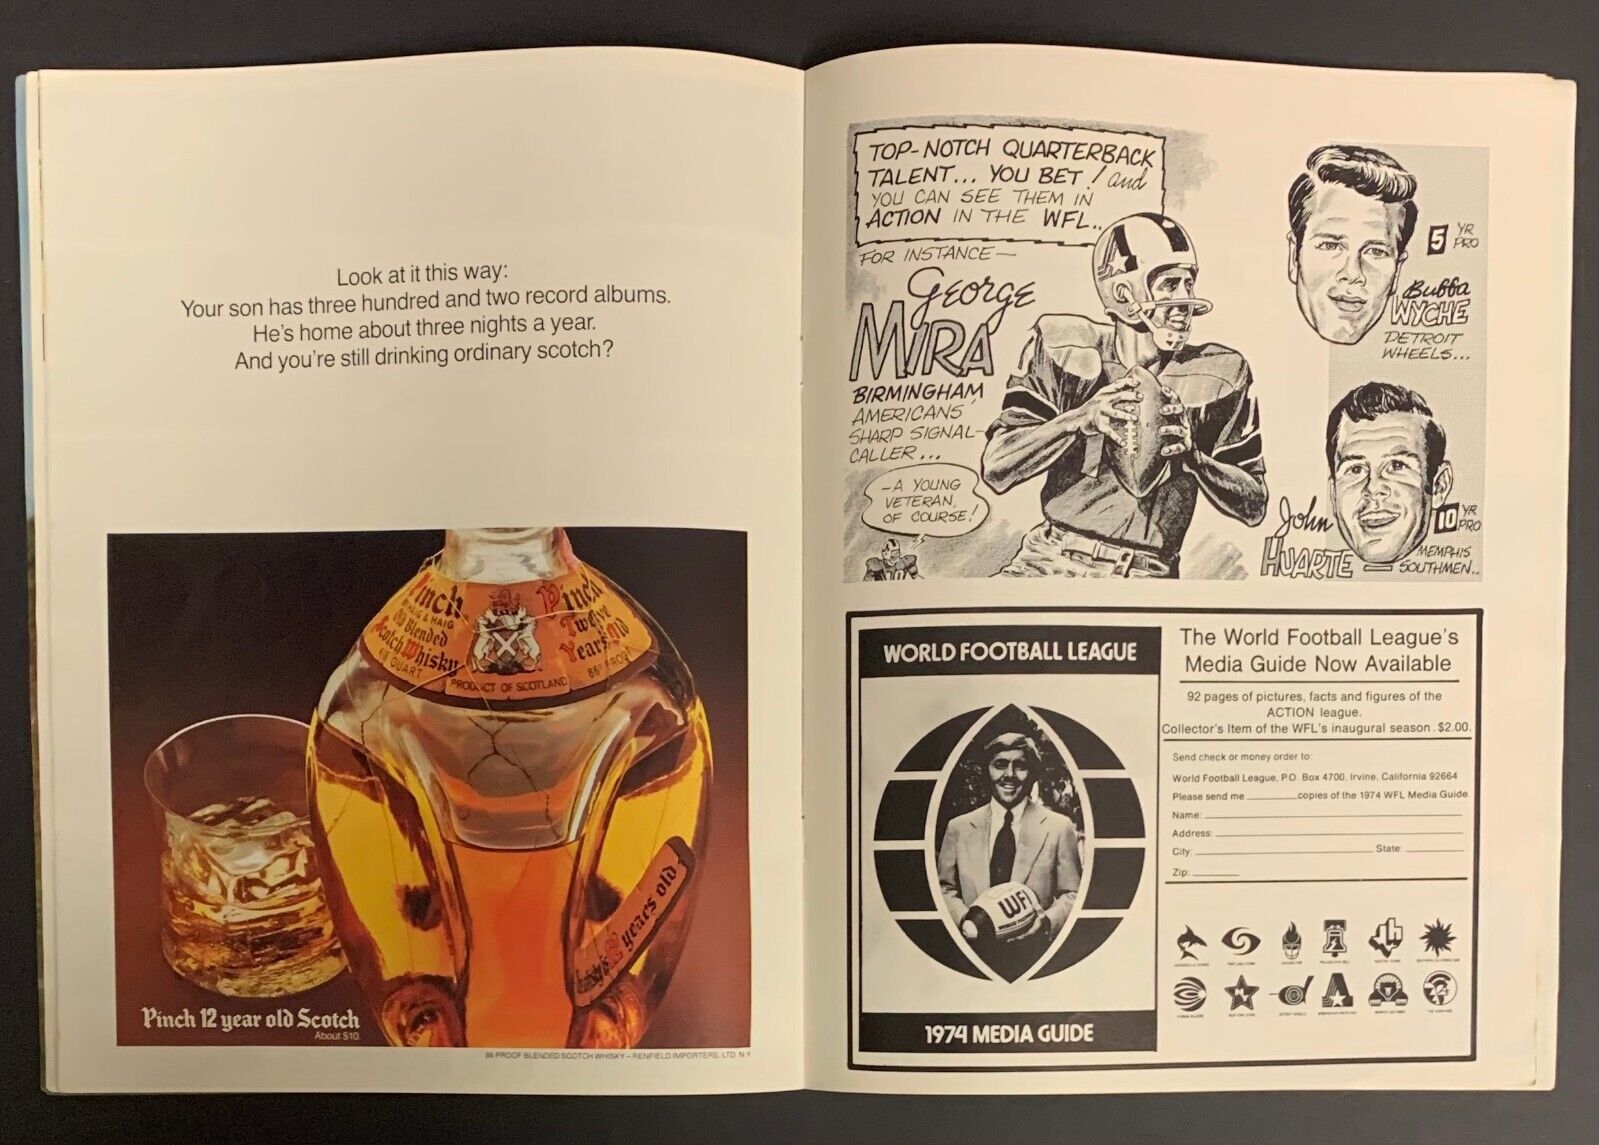 Look at it this way:
Your son has three hundred and two record albums.
He's home about three nights a year.
And you're still drinking ordinary scotch?
Pinch
HAIG & HAIG
Old Blended
Scotch Whisky
4/5 QUART
PRODUCT OF SCOTLAND
Pinch
Twelve
Years Old
86° PROOF
years old
Pinch 12 year old Scotch
About $10.
86 PROOF BLENDED SCOTCH WHISKY – RENFIELD IMPORTERS, LTD. N.Y.
TOP-NOTCH QUARTERBACK
TALENT... YOU BET! and
YOU CAN SEE THEM IN
ACTION IN THE WFL..
FOR INSTANCE—
George
MIRA
BIRMINGHAM
AMERICANS'
SHARP SIGNAL-
CALLER...
—A YOUNG
VETERAN,
OF COURSE!
5 YR
PRO
Bubba
WYCHE
DETROIT
WHEELS...
John
HUARTE
10 YR
PRO
MEMPHIS
SOUTHMEN..
WORLD FOOTBALL LEAGUE
WFL
1974 MEDIA GUIDE
The World Football League's
Media Guide Now Available
92 pages of pictures, facts and figures of the
ACTION league.
Collector's Item of the WFL's inaugural season. $2.00.
Send check or money order to:
World Football League, P.O. Box 4700, Irvine, California 92664
Please send me ______ copies of the 1974 WFL Media Guide
Name:
Address:
City: State:
Zip: